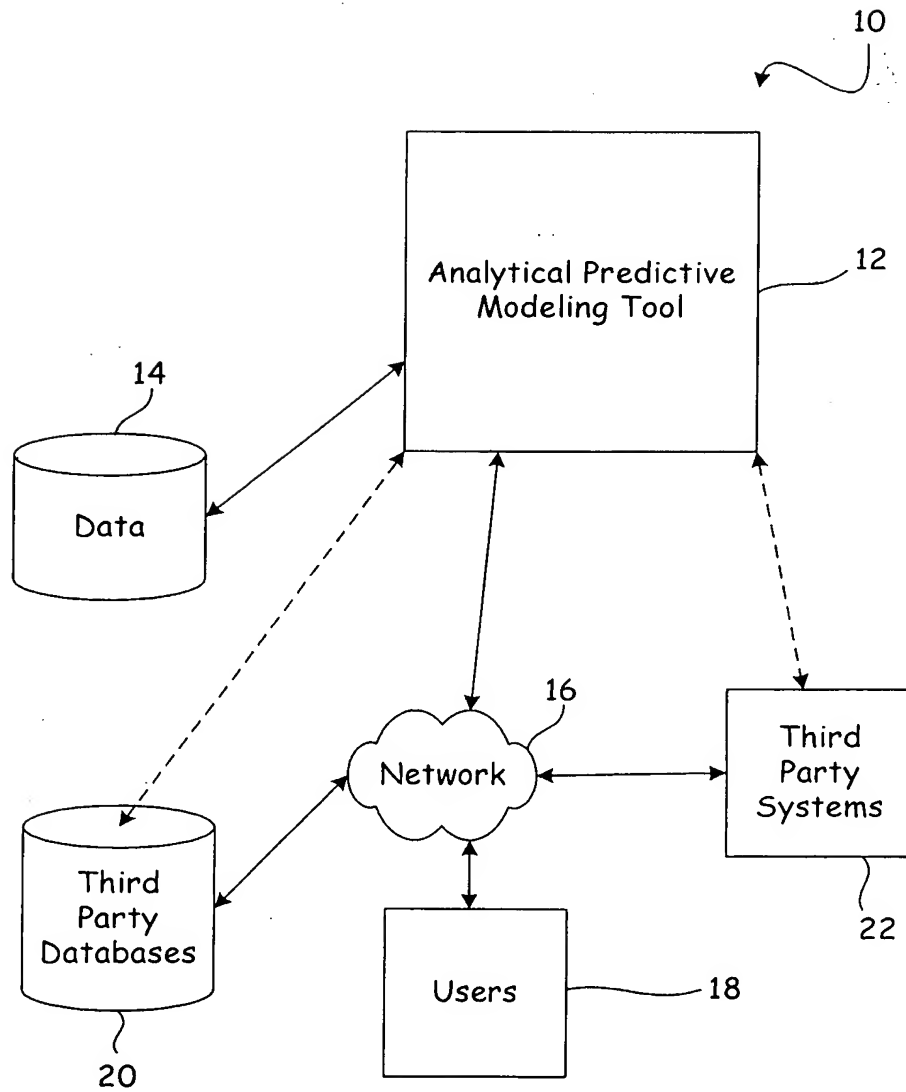 10
Analytical Predictive
Modeling Tool
12
14
Data
16
Network
Third
Party
Systems
22
Third
Party
Databases
20
Users
18